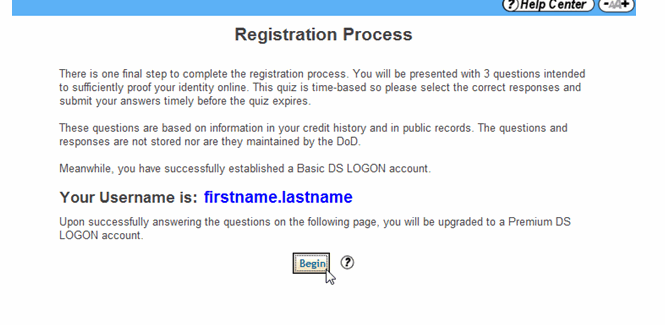 ? Help Center -AA+
Registration Process
There is one final step to complete the registration process. You will be presented with 3 questions intended
to sufficiently proof your identity online. This quiz is time-based so please select the correct responses and
submit your answers timely before the quiz expires.
These questions are based on information in your credit history and in public records. The questions and
responses are not stored nor are they maintained by the DoD.
Meanwhile, you have successfully established a Basic DS LOGON account.
Your Username is: firstname.lastname
Upon successfully answering the questions on the following page, you will be upgraded to a Premium DS
LOGON account.
Begin ?